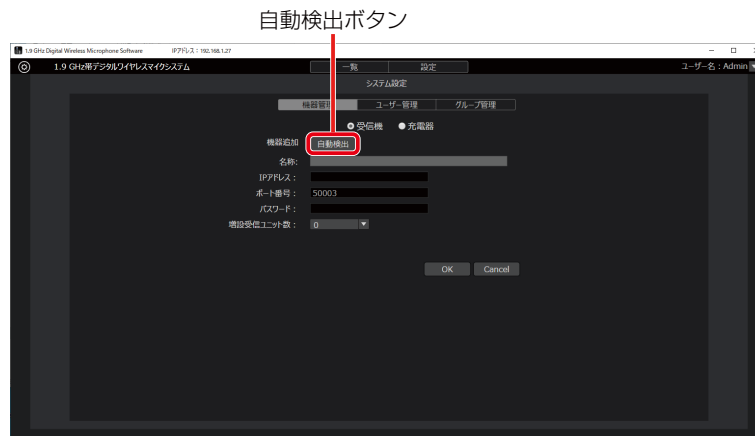 自動検出ボタン
1.9 GHz Digital Wireless Microphone Software IPアドレス : 192.168.1.27
1.9 GHz帯デジタルワイヤレスマイクシステム 一覧 設定 ユーザー名 : Admin
システム設定
機器管理 ユーザー管理 グループ管理
受信機 充電器
機器追加 自動検出
名称:
IPアドレス :
ポート番号 : 50003
パスワード :
増設受信ユニット数 : 0
OK Cancel